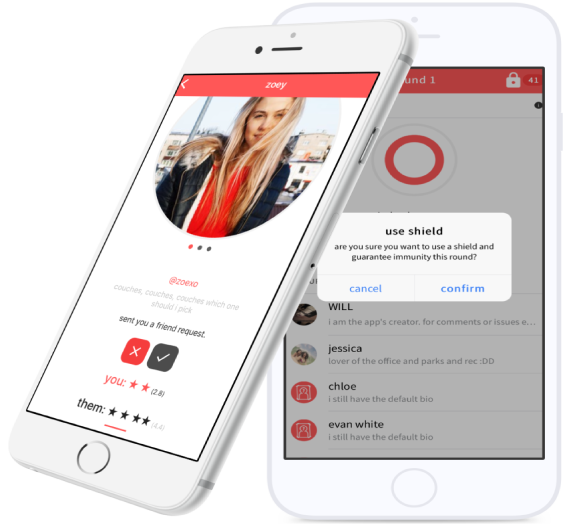 zoey
@zoexo
couches, couches, couches which one
should i pick
sent you a friend request.
you: ★ ★ (2.8)
them: ★ ★ ★ ★ (4.4)
und 1
41
use shield
are you sure you want to use a shield and
guarantee immunity this round?
cancel confirm
WILL
i am the app's creator. for comments or issues e...
jessica
lover of the office and parks and rec :DD
chloe
i still have the default bio
evan white
i still have the default bio